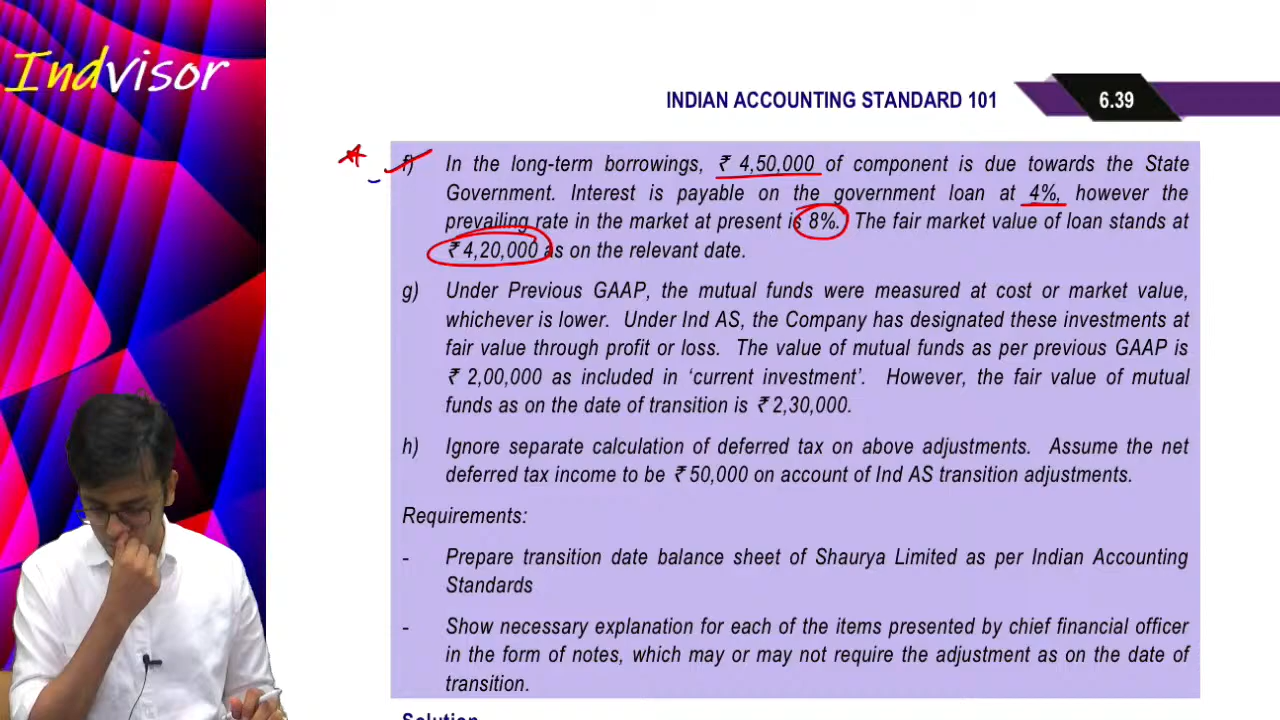 Indvisor
INDIAN ACCOUNTING STANDARD 101
6.39
f) In the long-term borrowings, ₹ 4,50,000 of component is due towards the State
Government. Interest is payable on the government loan at 4%, however the
prevailing rate in the market at present is 8%. The fair market value of loan stands at
₹ 4,20,000 as on the relevant date.
g) Under Previous GAAP, the mutual funds were measured at cost or market value,
whichever is lower. Under Ind AS, the Company has designated these investments at
fair value through profit or loss. The value of mutual funds as per previous GAAP is
₹ 2,00,000 as included in ‘current investment’. However, the fair value of mutual
funds as on the date of transition is ₹ 2,30,000.
h) Ignore separate calculation of deferred tax on above adjustments. Assume the net
deferred tax income to be ₹ 50,000 on account of Ind AS transition adjustments.
Requirements:
- Prepare transition date balance sheet of Shaurya Limited as per Indian Accounting
Standards
- Show necessary explanation for each of the items presented by chief financial officer
in the form of notes, which may or may not require the adjustment as on the date of
transition.
Solution